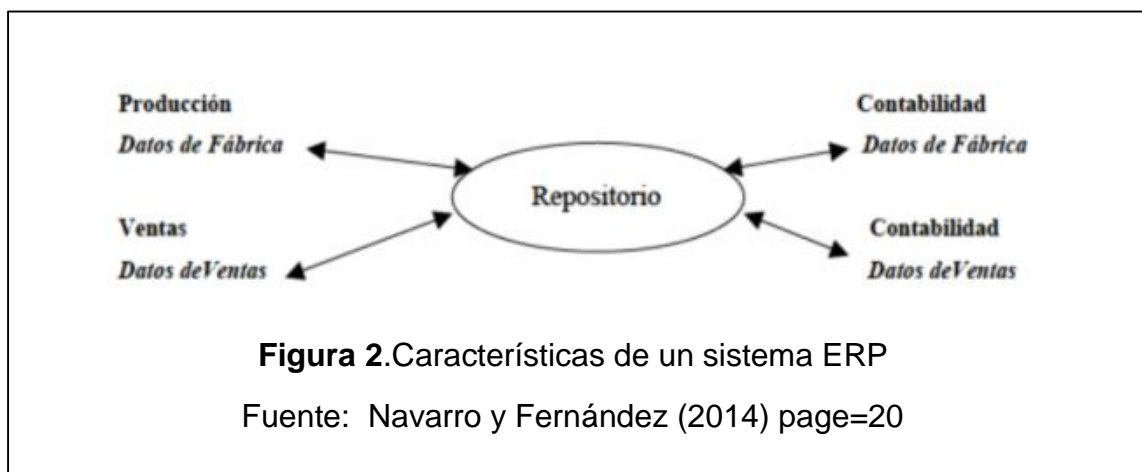 Producción
Datos de Fábrica
Ventas
Datos deVentas
Repositorio
Contabilidad
Datos de Fábrica
Contabilidad
Datos deVentas
Figura 2.Características de un sistema ERP
Fuente: Navarro y Fernández (2014) page=20